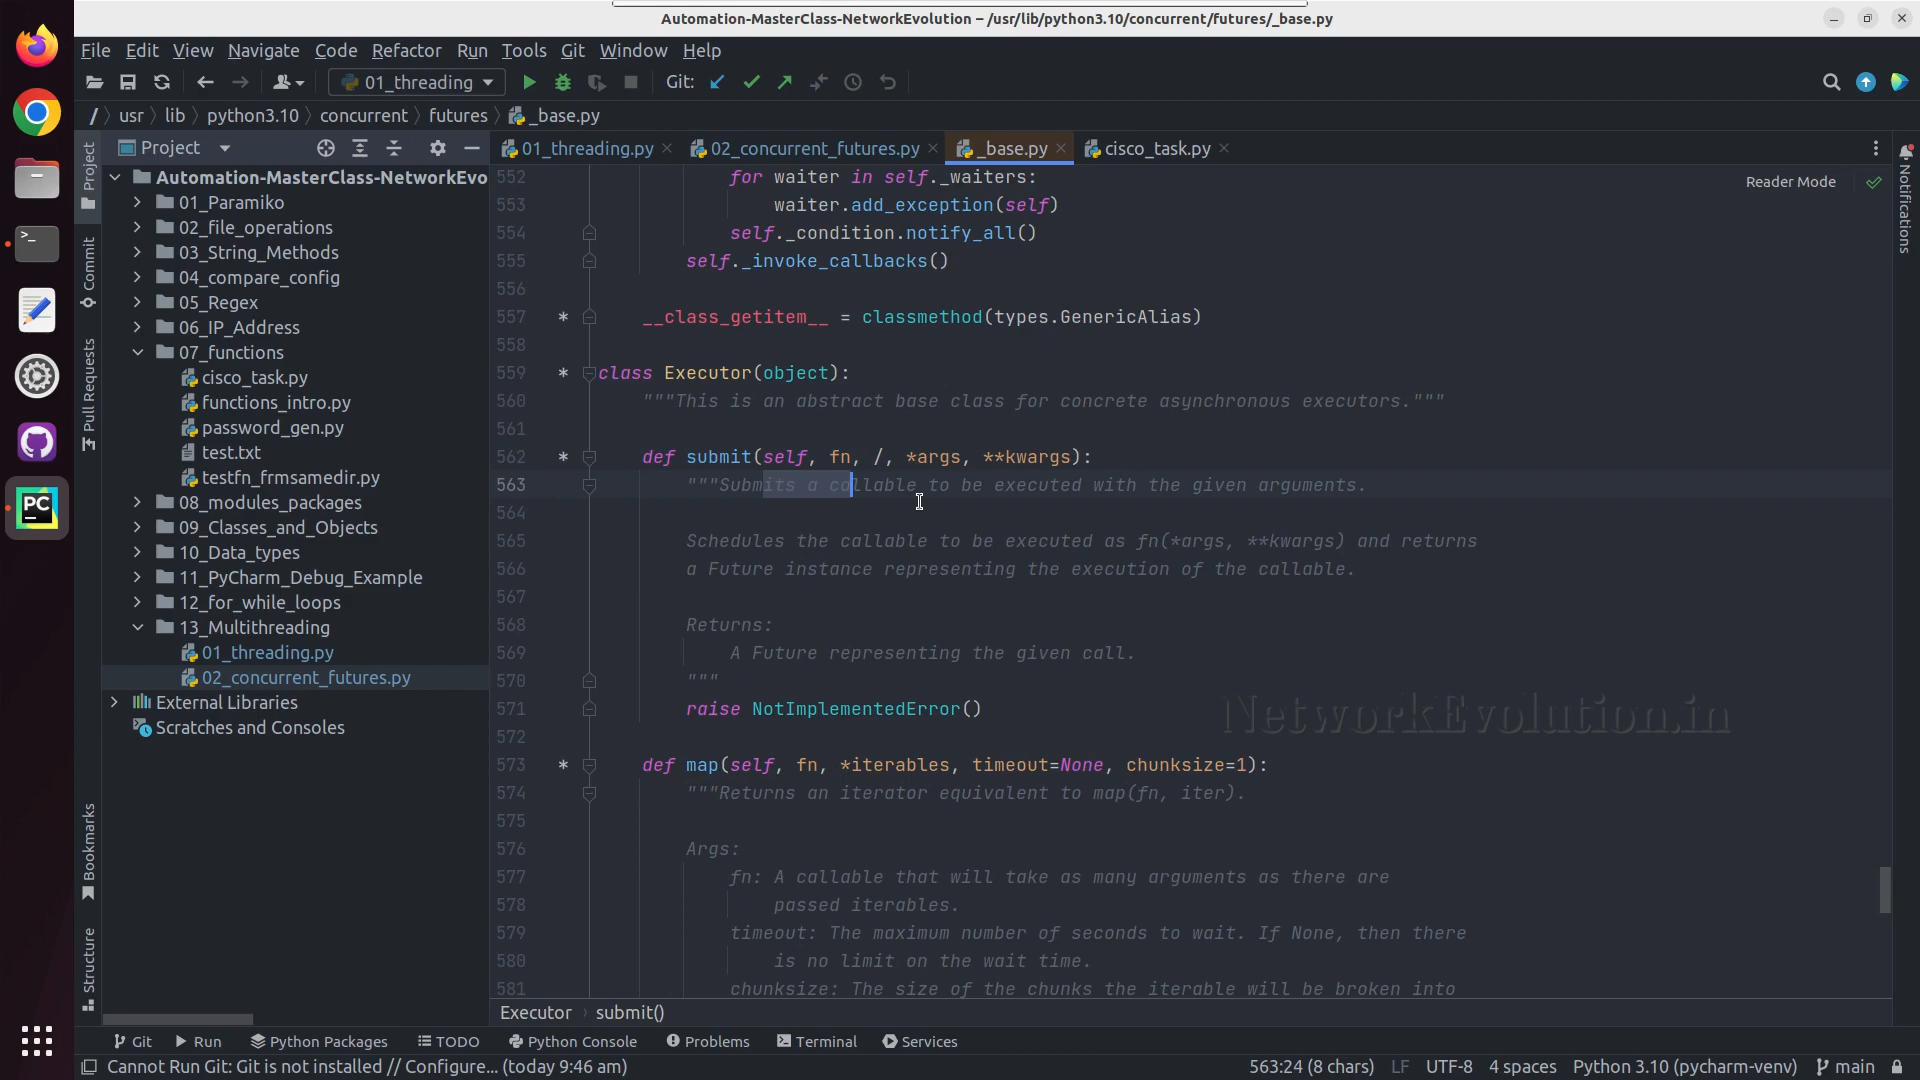 Automation-MasterClass-NetworkEvolution – /usr/lib/python3.10/concurrent/futures/_base.py
File Edit View Navigate Code Refactor Run Tools Git Window Help
01_threading
Git:
/ usr lib python3.10 concurrent futures _base.py
Project
01_threading.py
02_concurrent_futures.py
_base.py
cisco_task.py
Reader Mode
Project
Commit
Pull Requests
Bookmarks
Structure
Notifications
Automation-MasterClass-NetworkEvo
01_Paramiko
02_file_operations
03_String_Methods
04_compare_config
05_Regex
06_IP_Address
07_functions
cisco_task.py
functions_intro.py
password_gen.py
test.txt
testfn_frmsamedir.py
08_modules_packages
09_Classes_and_Objects
10_Data_types
11_PyCharm_Debug_Example
12_for_while_loops
13_Multithreading
01_threading.py
02_concurrent_futures.py
External Libraries
Scratches and Consoles
552 for waiter in self._waiters:
553 waiter.add_exception(self)
554 self._condition.notify_all()
555 self._invoke_callbacks()
556
557 * __class_getitem__ = classmethod(types.GenericAlias)
558
559 * class Executor(object):
560 """This is an abstract base class for concrete asynchronous executors."""
561
562 * def submit(self, fn, /, *args, **kwargs):
563 """Submits a callable to be executed with the given arguments.
564
565 Schedules the callable to be executed as fn(*args, **kwargs) and returns
566 a Future instance representing the execution of the callable.
567
568 Returns:
569 A Future representing the given call.
570 """
571 raise NotImplementedError()
572
573 * def map(self, fn, *iterables, timeout=None, chunksize=1):
574 """Returns an iterator equivalent to map(fn, iter).
575
576 Args:
577 fn: A callable that will take as many arguments as there are
578 passed iterables.
579 timeout: The maximum number of seconds to wait. If None, then there
580 is no limit on the wait time.
581 chunksize: The size of the chunks the iterable will be broken into
NetworkEvolution.in
Executor submit()
Git Run Python Packages TODO Python Console Problems Terminal Services
Cannot Run Git: Git is not installed // Configure... (today 9:46 am) 563:24 (8 chars) LF UTF-8 4 spaces Python 3.10 (pycharm-venv) main